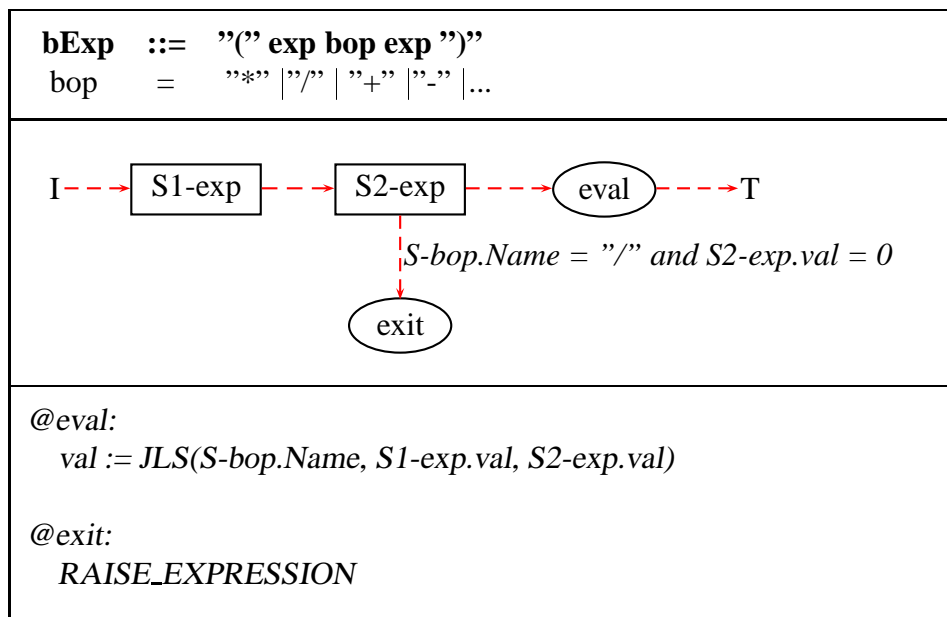 bExp ::= ”(” exp bop exp ”)”
bop = ”*” |”/” | ”+” |”-” |...
I S1-exp S2-exp eval T
S-bop.Name = ”/” and S2-exp.val = 0
exit
@eval:
val := JLS(S-bop.Name, S1-exp.val, S2-exp.val)
@exit:
RAISE_EXPRESSION